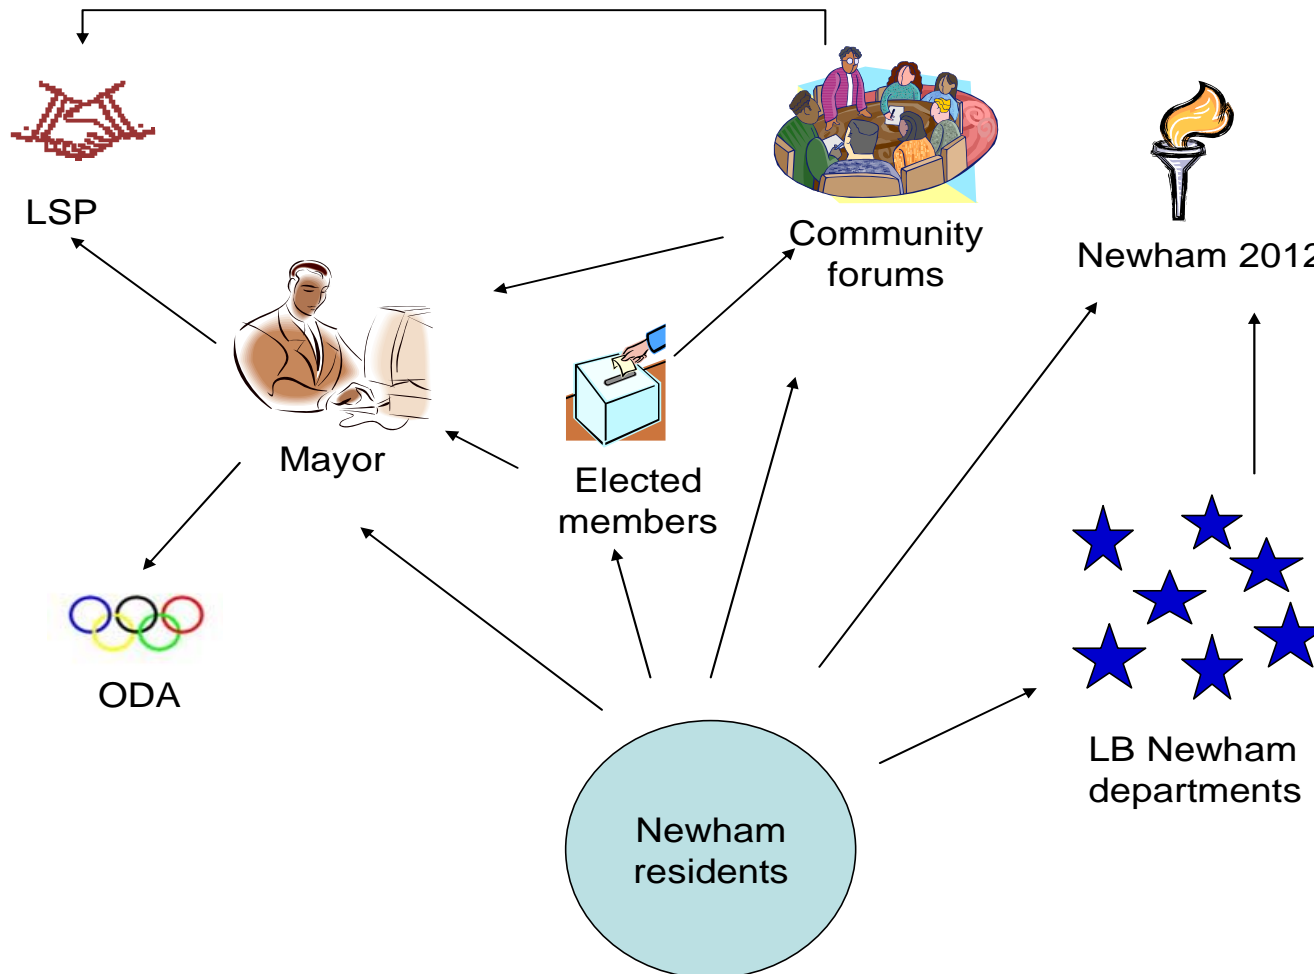 LSP
Community
forums
Newham 2012
Mayor
Elected
members
ODA
LB Newham
departments
Newham
residents